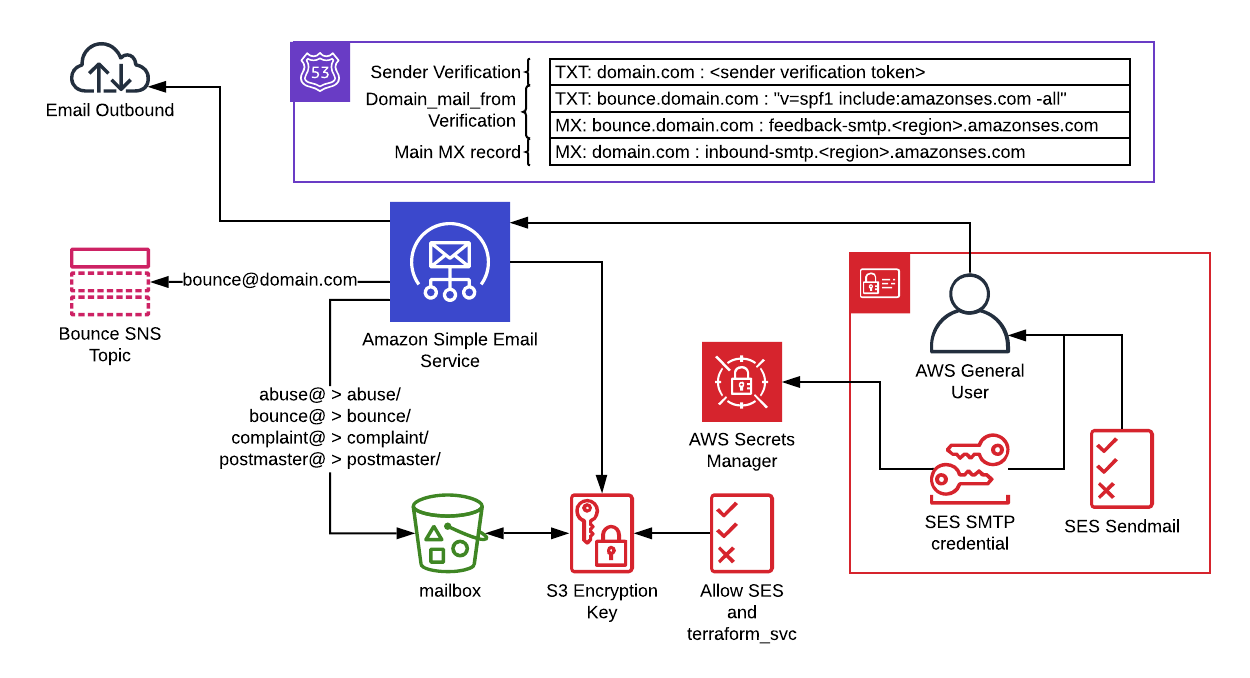 Email Outbound
53
Sender Verification
TXT: domain.com : <sender verification token>
Domain_mail_from
Verification
TXT: bounce.domain.com : "v=spf1 include:amazonses.com -all"
MX: bounce.domain.com : feedback-smtp.<region>.amazonses.com
Main MX record
MX: domain.com : inbound-smtp.<region>.amazonses.com
bounce@domain.com
Bounce SNS
Topic
Amazon Simple Email
Service
abuse@ > abuse/
bounce@ > bounce/
complaint@ > complaint/
postmaster@ > postmaster/
AWS General
User
AWS Secrets
Manager
SES SMTP
credential
SES Sendmail
mailbox
S3 Encryption
Key
Allow SES
and
terraform_svc